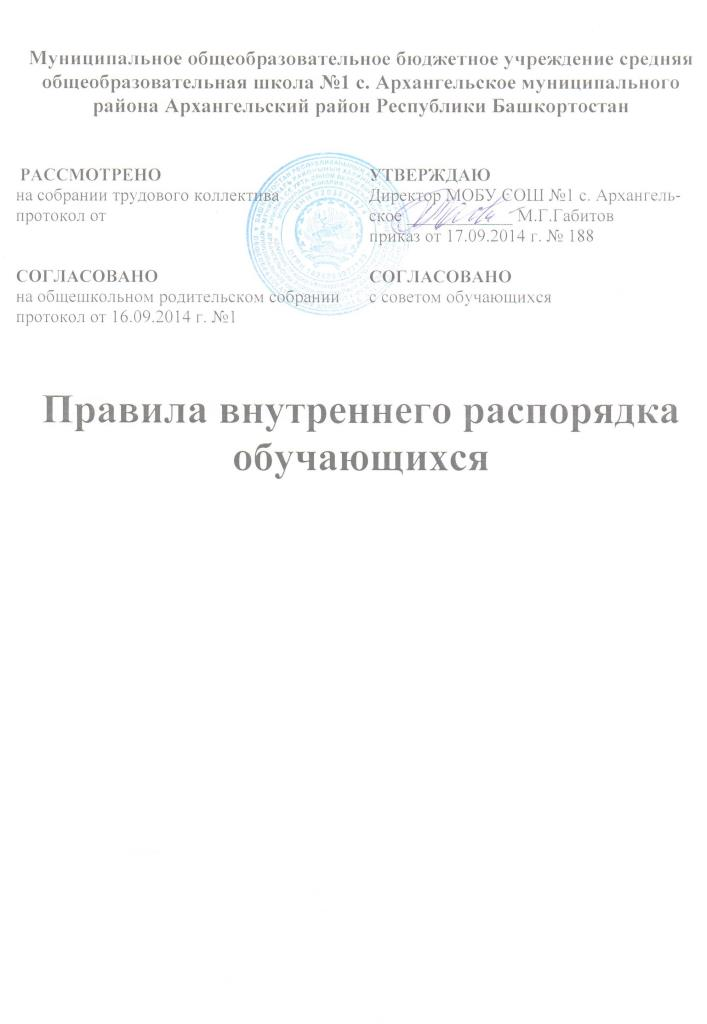 Муниципальное общеобразовательное бюджетное учреждение средняя
общеобразовательная школа №1 с. Архангельское муниципального
района Архангельский район Республики Башкортостан
РАССМОТРЕНО
на собрании трудового коллектива
протокол от
УТВЕРЖДАЮ
Директор МОБУ СОШ №1 с. Архангель-
ское ____________ М.Г.Габитов
приказ от 17.09.2014 г. № 188
СОГЛАСОВАНО
на общешкольном родительском собрании
протокол от 16.09.2014 г. №1
СОГЛАСОВАНО
с советом обучающихся
Правила внутреннего распорядка
обучающихся